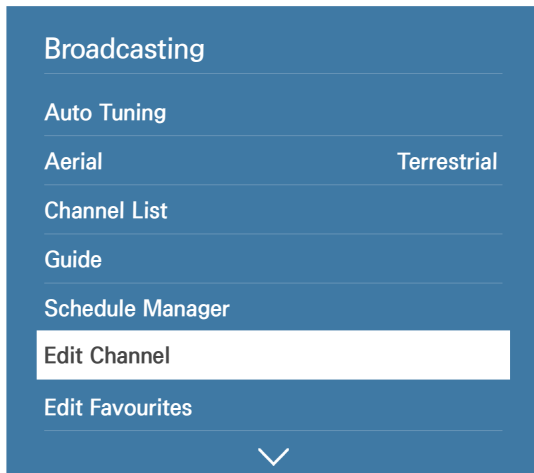 Broadcasting
Auto Tuning
Aerial Terrestrial
Channel List
Guide
Schedule Manager
Edit Channel
Edit Favourites